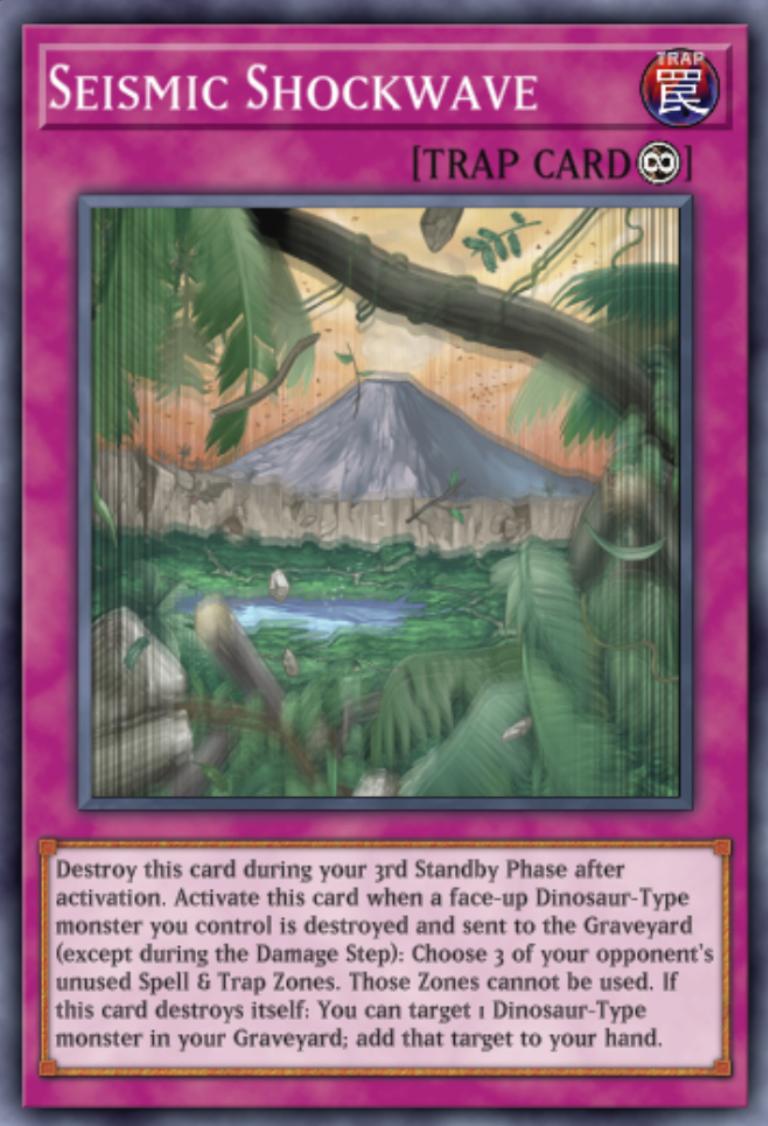 Seismic Shockwave
TRAP
罠
[TRAP CARD ∞]
Destroy this card during your 3rd Standby Phase after
activation. Activate this card when a face-up Dinosaur-Type
monster you control is destroyed and sent to the Graveyard
(except during the Damage Step): Choose 3 of your opponent's
unused Spell & Trap Zones. Those Zones cannot be used. If
this card destroys itself: You can target 1 Dinosaur-Type
monster in your Graveyard; add that target to your hand.